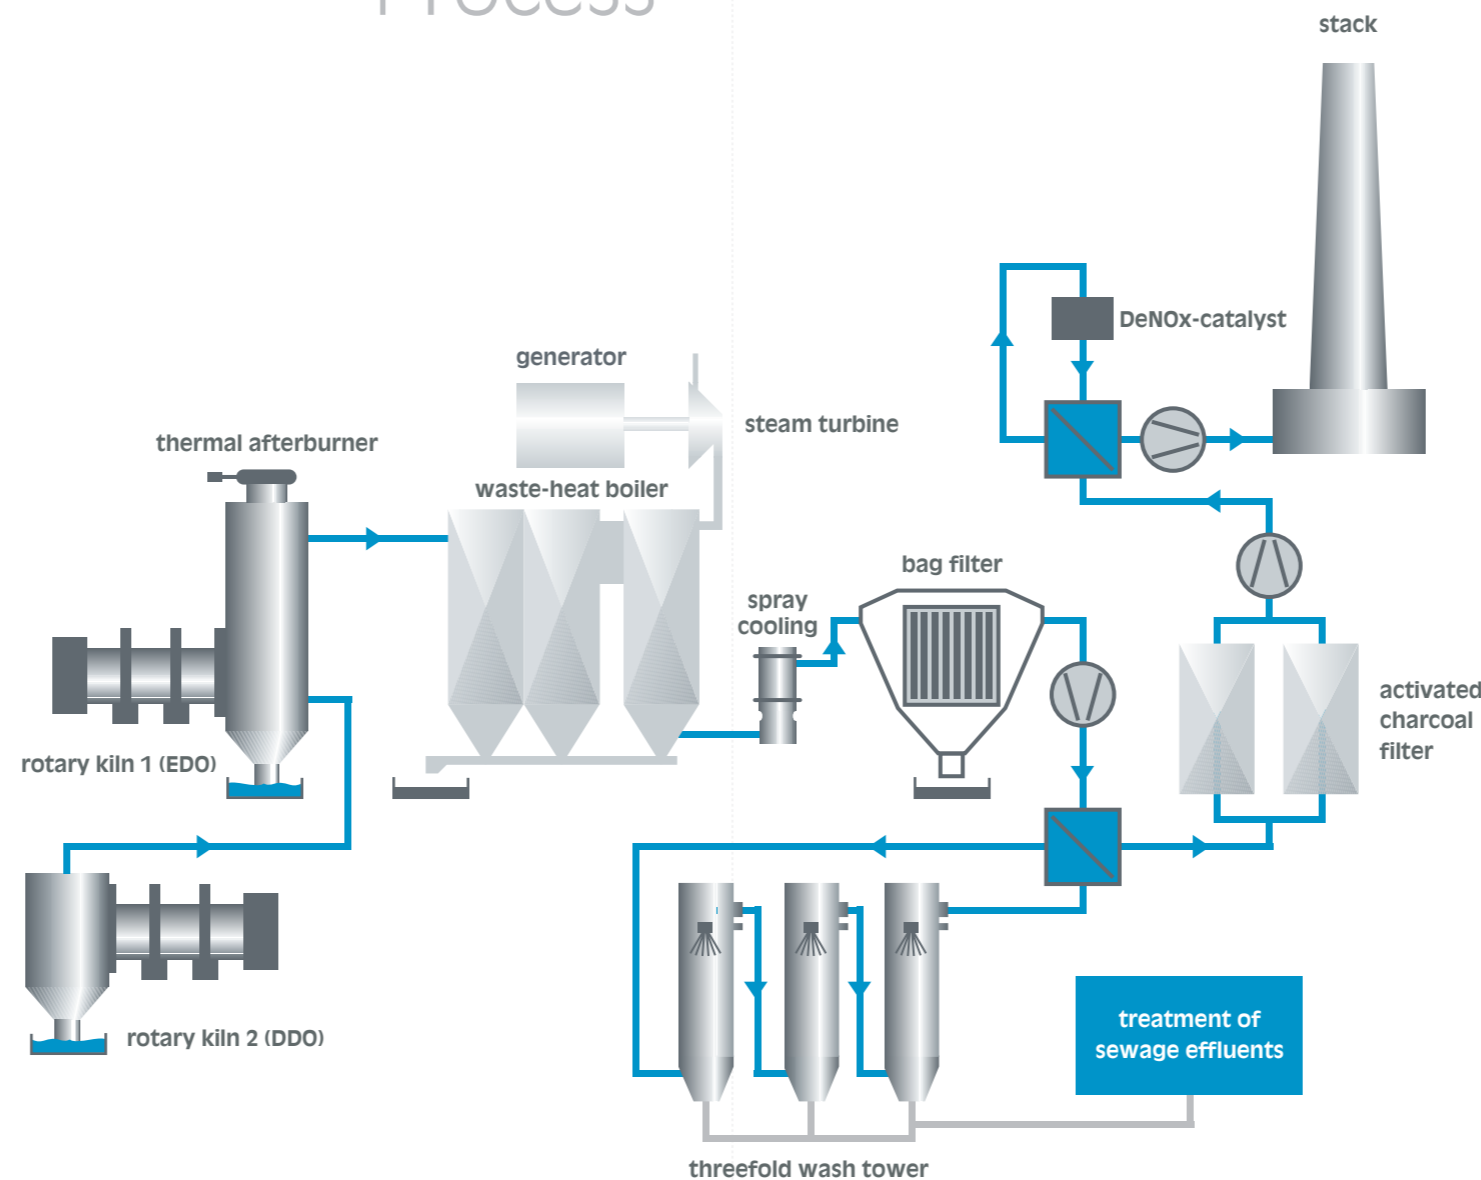 Process
stack
DeNOx-catalyst
generator
steam turbine
thermal afterburner
waste-heat boiler
bag filter
spray
cooling
activated
charcoal
filter
rotary kiln 1 (EDO)
rotary kiln 2 (DDO)
treatment of
sewage effluents
threefold wash tower